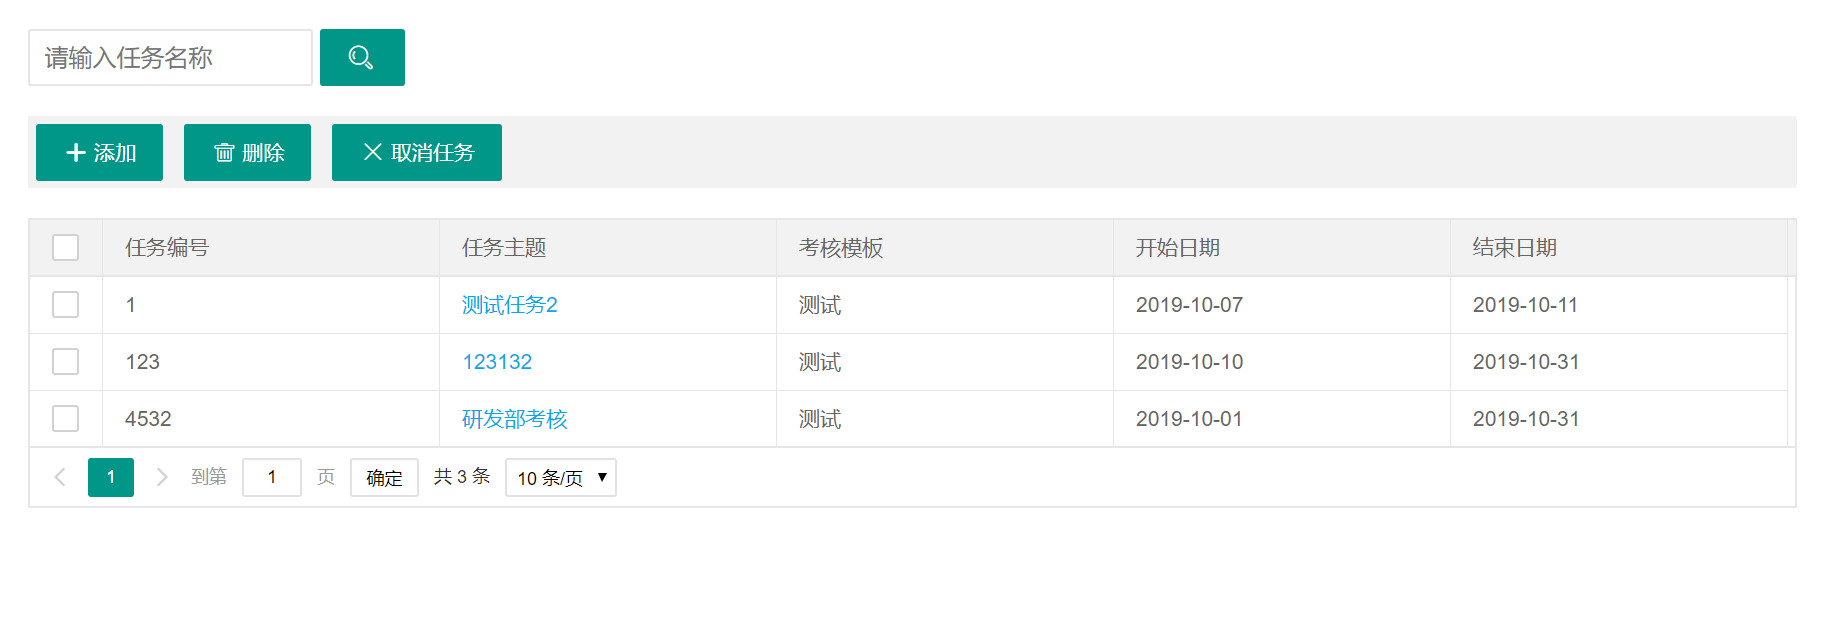 请输入任务名称
添加 删除 取消任务
任务编号 任务主题 考核模板 开始日期 结束日期
1 测试任务2 测试 2019-10-07 2019-10-11
123 123132 测试 2019-10-10 2019-10-31
4532 研发部考核 测试 2019-10-01 2019-10-31
1 到第 1 页 确定 共 3 条 10 条/页